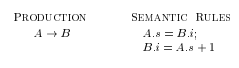 PRODUCTION SEMANTIC RULES
A → B A.s = B.i;
B.i = A.s + 1